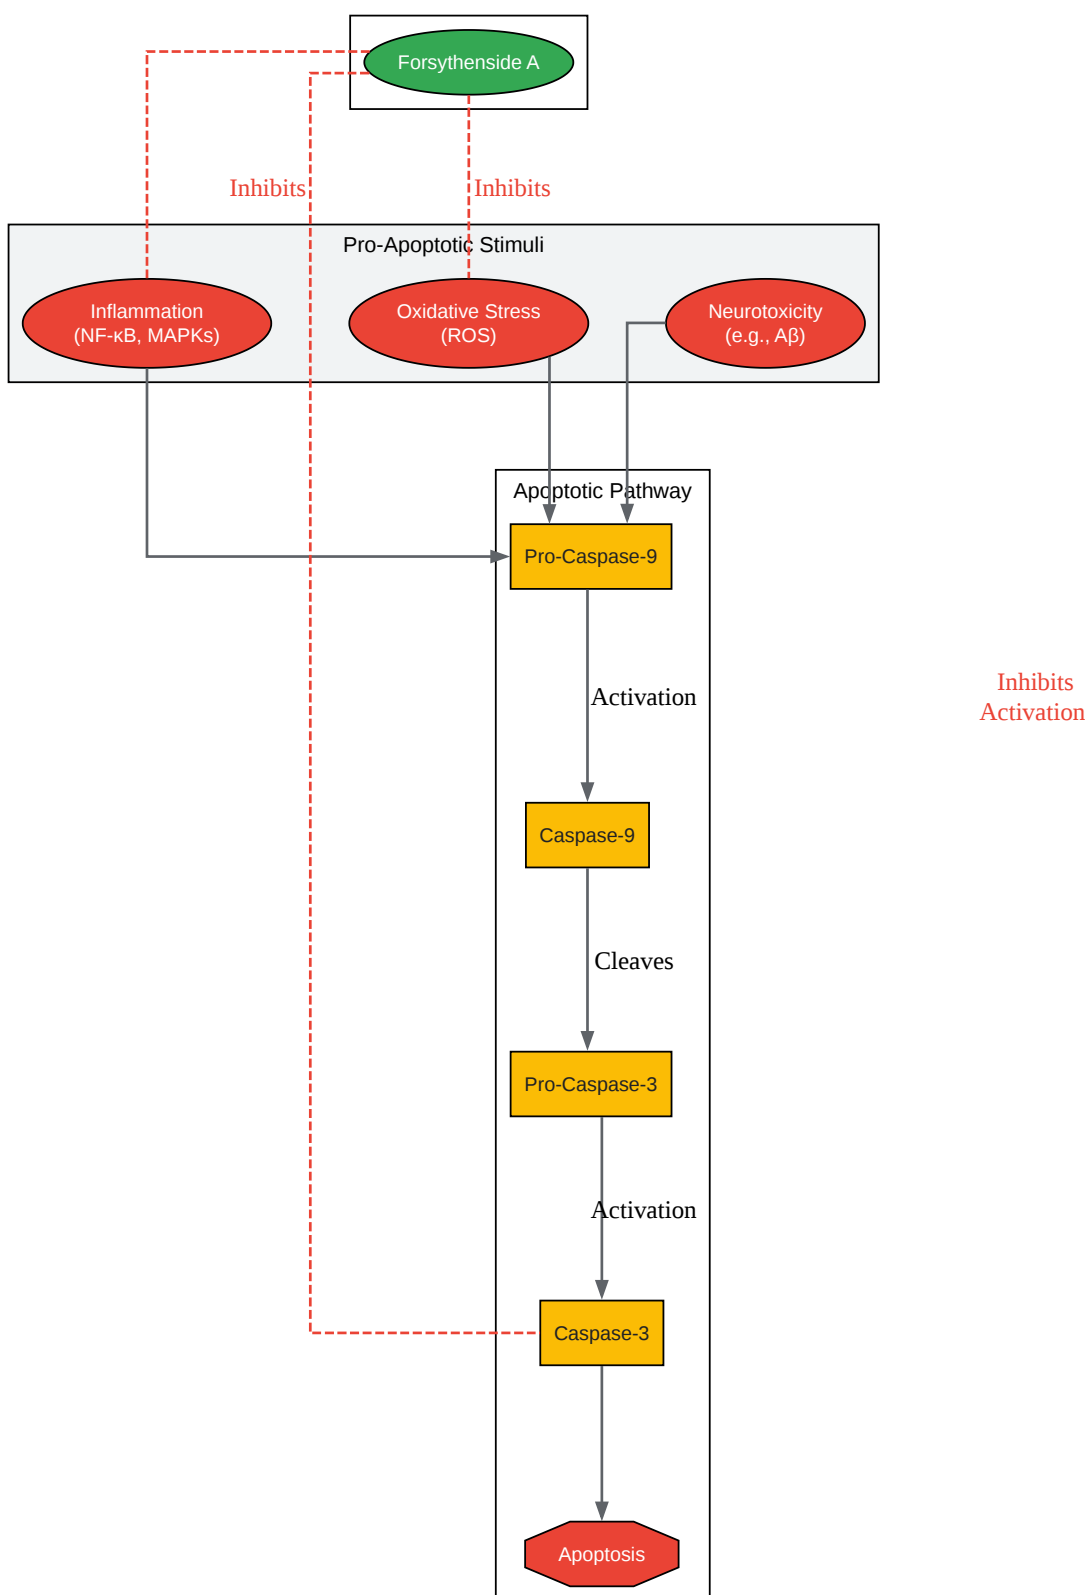 Forsythenside A
Inhibits
Inhibits
Pro-Apoptotic Stimuli
Inflammation
(NF-κB, MAPKs)
Oxidative Stress
(ROS)
Neurotoxicity
(e.g., Aβ)
Apoptotic Pathway
Pro-Caspase-9
Activation
Inhibits
Activation
Caspase-9
Cleaves
Pro-Caspase-3
Activation
Caspase-3
Apoptosis